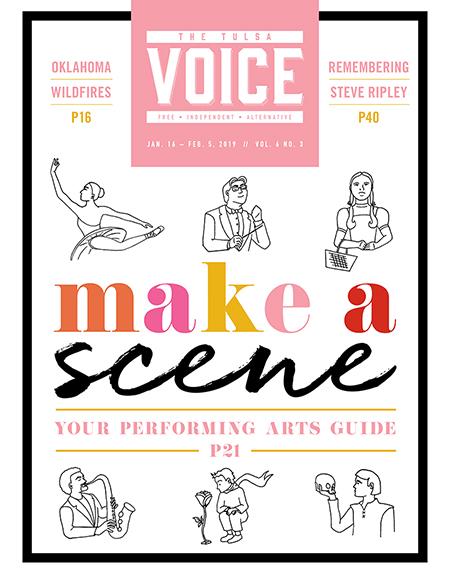 THE TULSA
VOICE
FREE • INDEPENDENT • ALTERNATIVE
JAN. 16 – FEB. 5, 2019 // VOL. 6 NO. 3
OKLAHOMA
WILDFIRES
P16
REMEMBERING
STEVE RIPLEY
P40
make a
scene
YOUR PERFORMING ARTS GUIDE
P21